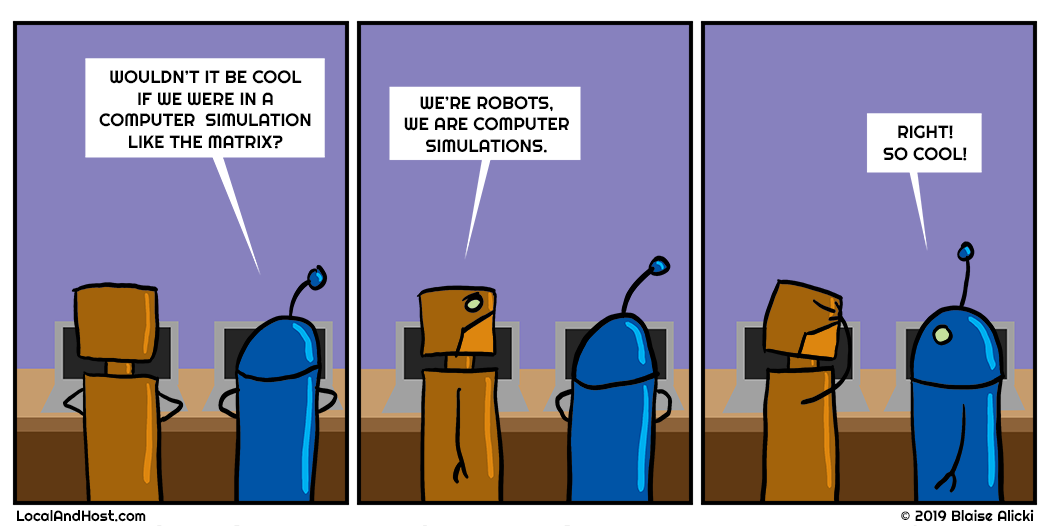 WOULDN'T IT BE COOL
IF WE WERE IN A
COMPUTER SIMULATION
LIKE THE MATRIX?
WE'RE ROBOTS,
WE ARE COMPUTER
SIMULATIONS.
RIGHT!
SO COOL!
LocalAndHost.com
© 2019 Blaise Alicki